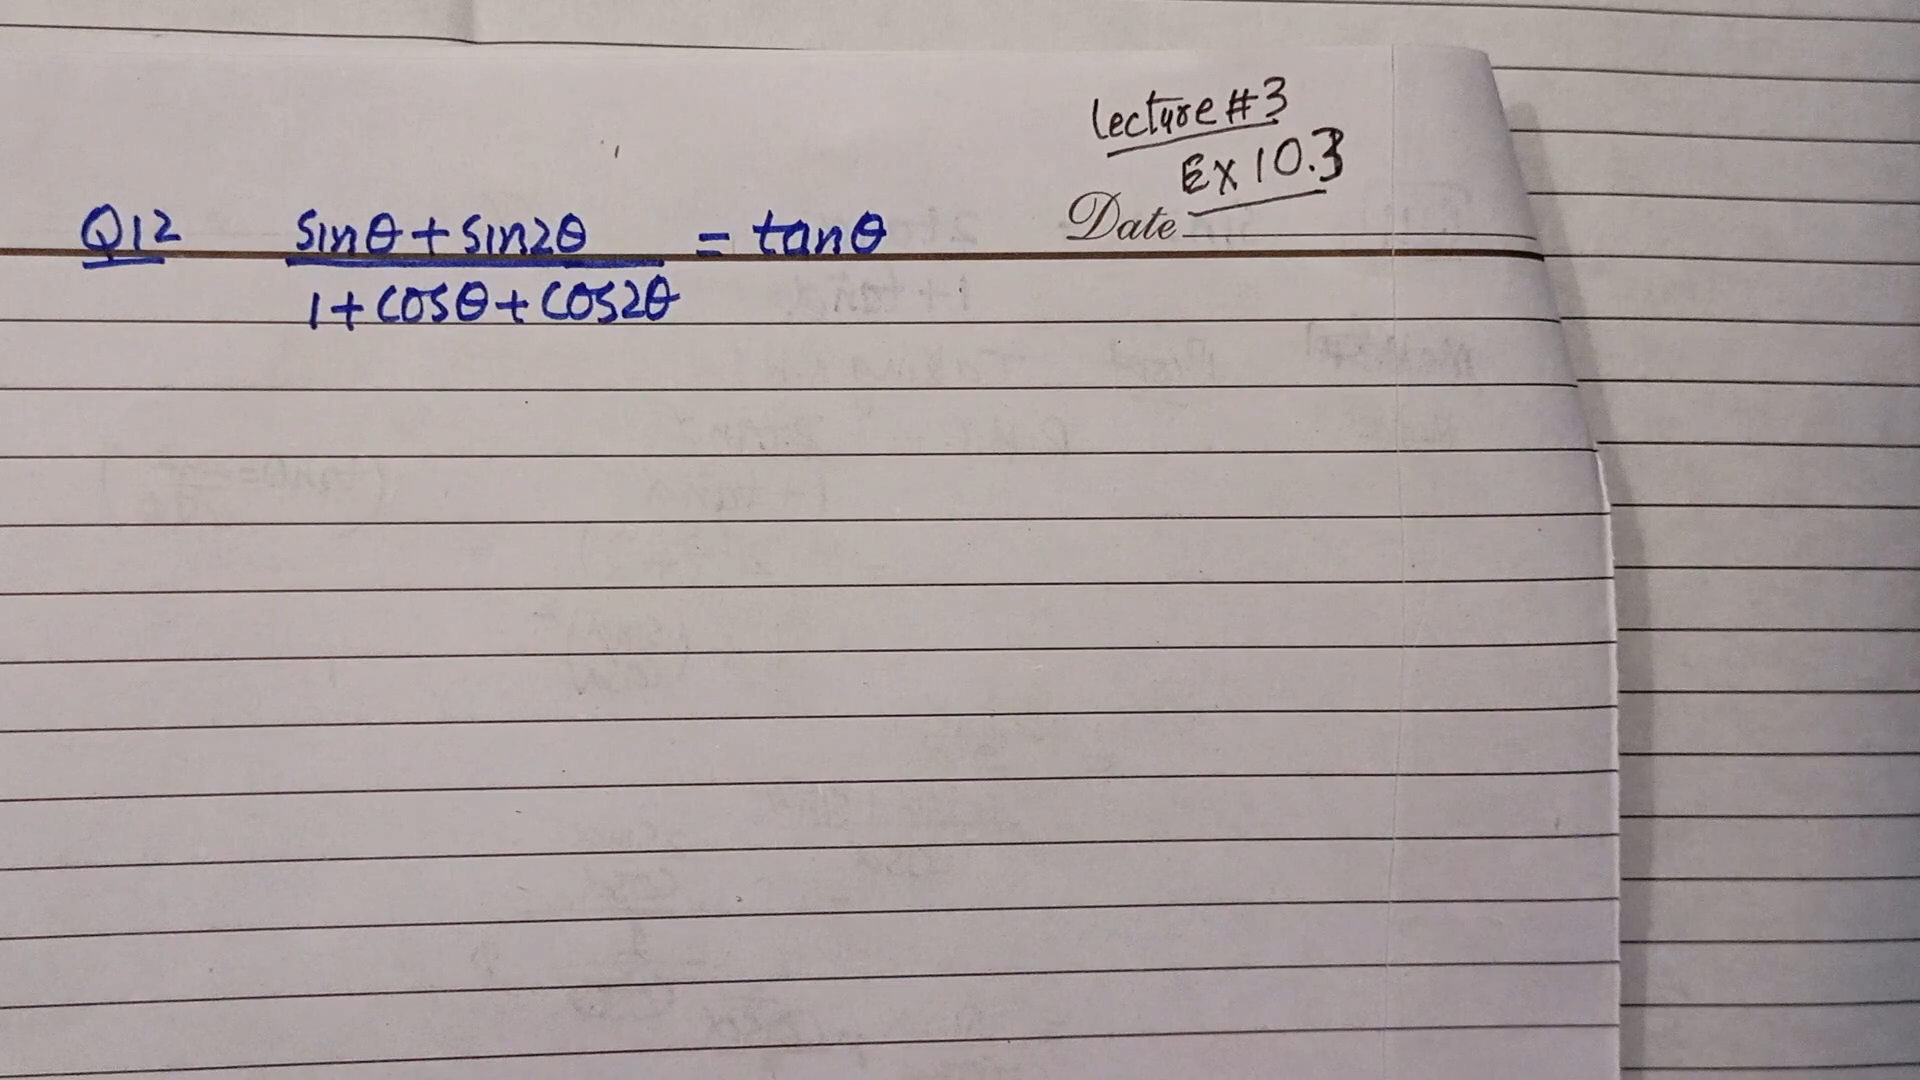 Lecture #3
Ex 10.3
Date
Q12 sinθ + sin2θ = tanθ
1 + cosθ + cos2θ